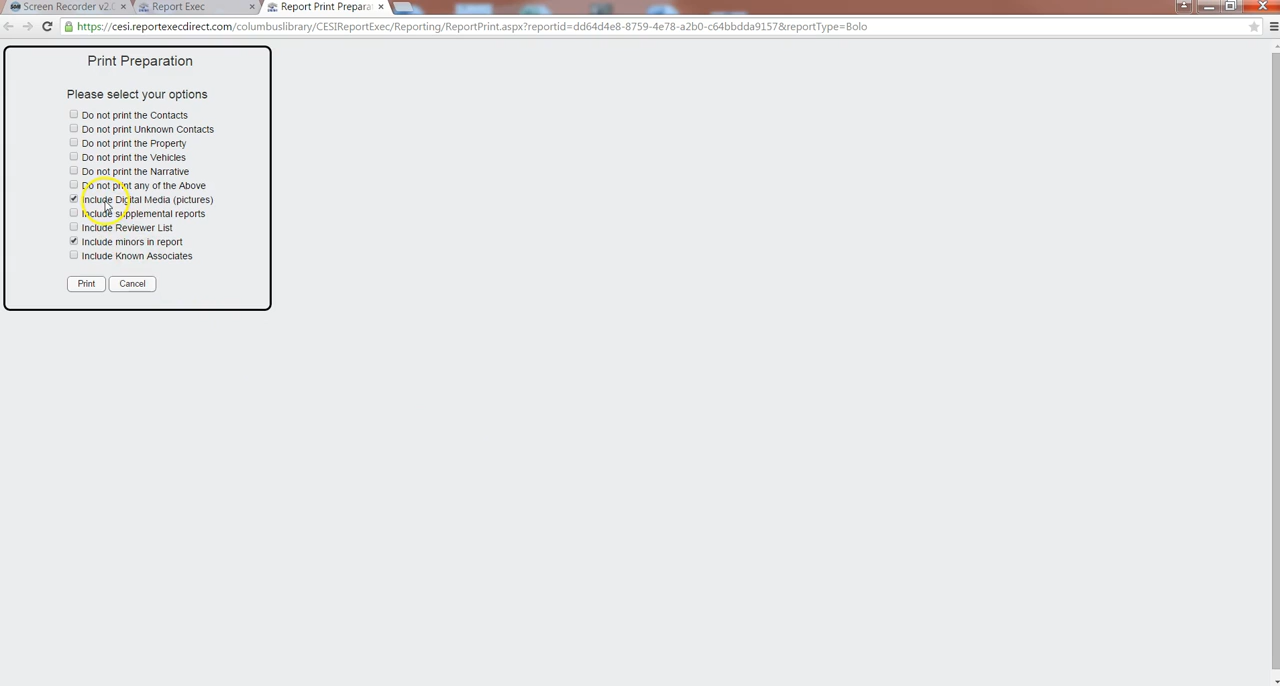 Screen Recorder v2.0
Report Exec
Report Print Prepara
https://cesi.reportexecdirect.com/columbuslibrary/CESIReportExec/Reporting/ReportPrint.aspx?reportid=dd64d4e8-8759-4e78-a2b0-c64bbdda9157&reportType=Bolo
Print Preparation
Please select your options
Do not print the Contacts
Do not print Unknown Contacts
Do not print the Property
Do not print the Vehicles
Do not print the Narrative
Do not print any of the Above
Include Digital Media (pictures)
Include supplemental reports
Include Reviewer List
Include minors in report
Include Known Associates
Print Cancel